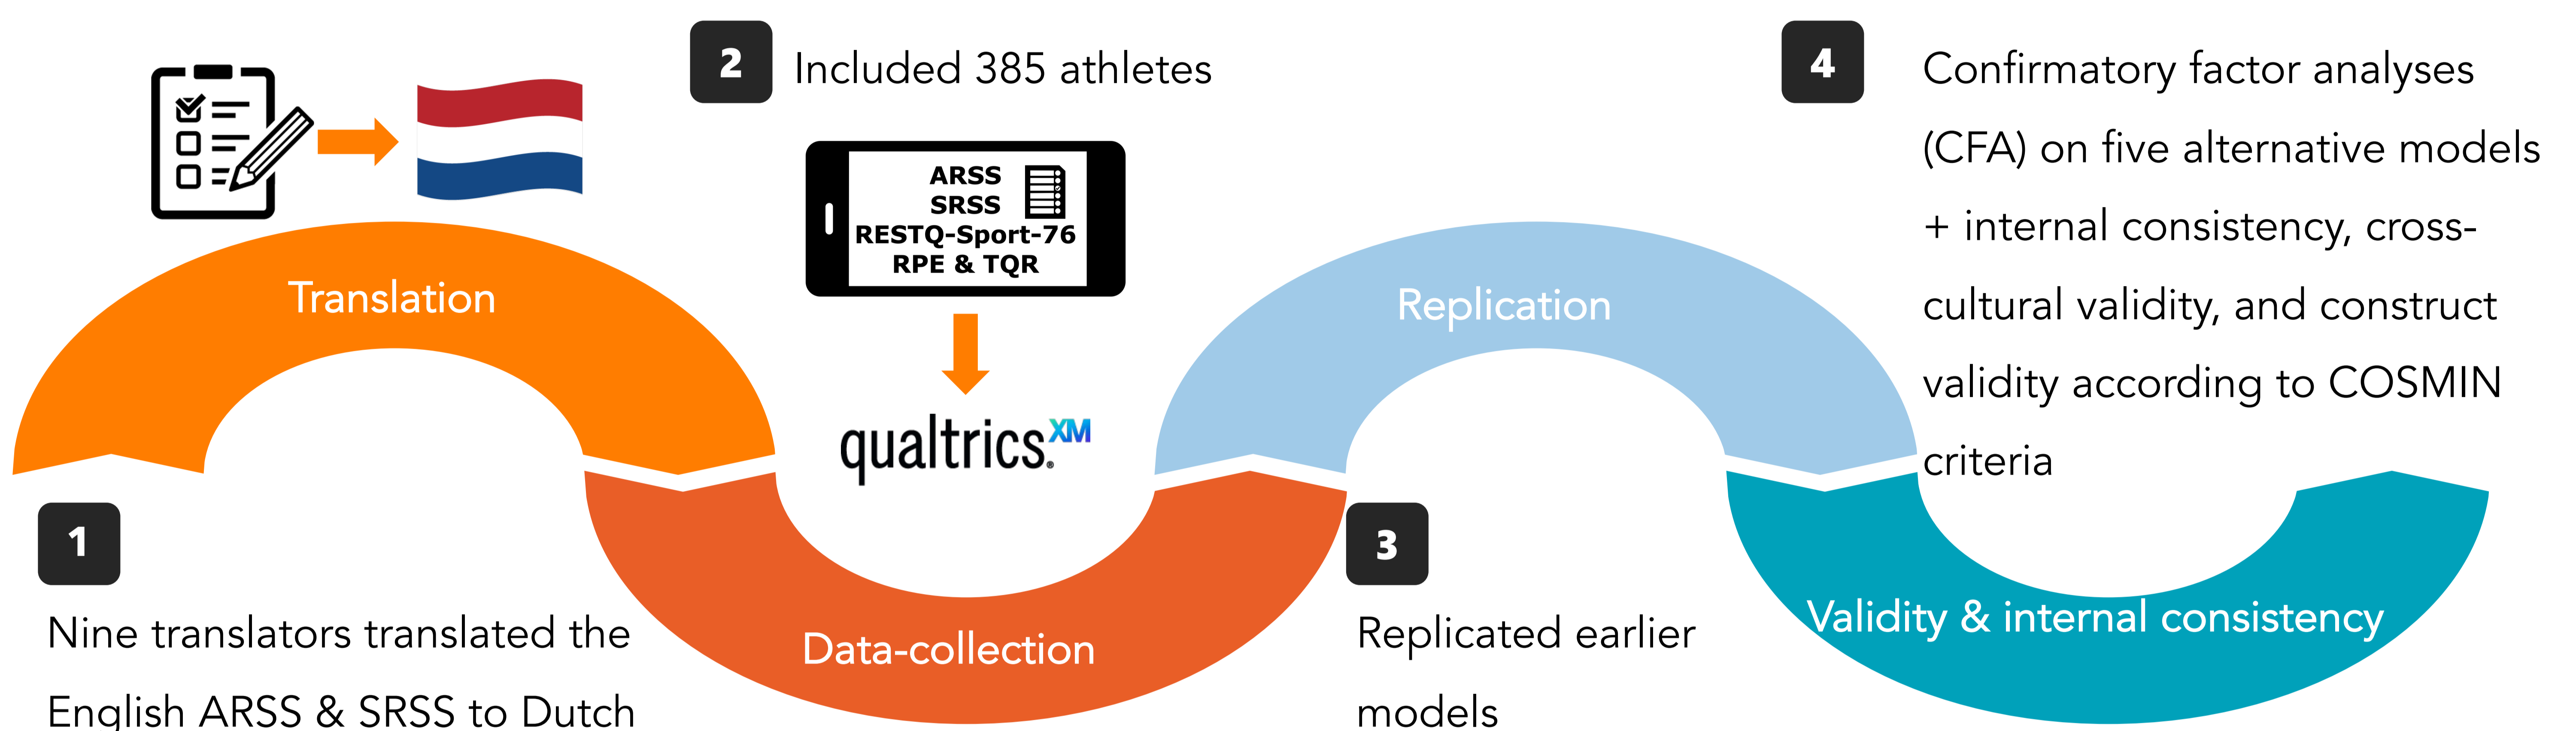 Translation
1
Nine translators translated the
English ARSS & SRSS to Dutch
2
Included 385 athletes
ARSS
SRSS
RESTQ-Sport-76
RPE & TQR
qualtrics.XM
Data-collection
Replication
3
Replicated earlier
models
4
Confirmatory factor analyses
(CFA) on five alternative models
+ internal consistency, cross-
cultural validity, and construct
validity according to COSMIN
criteria
Validity & internal consistency